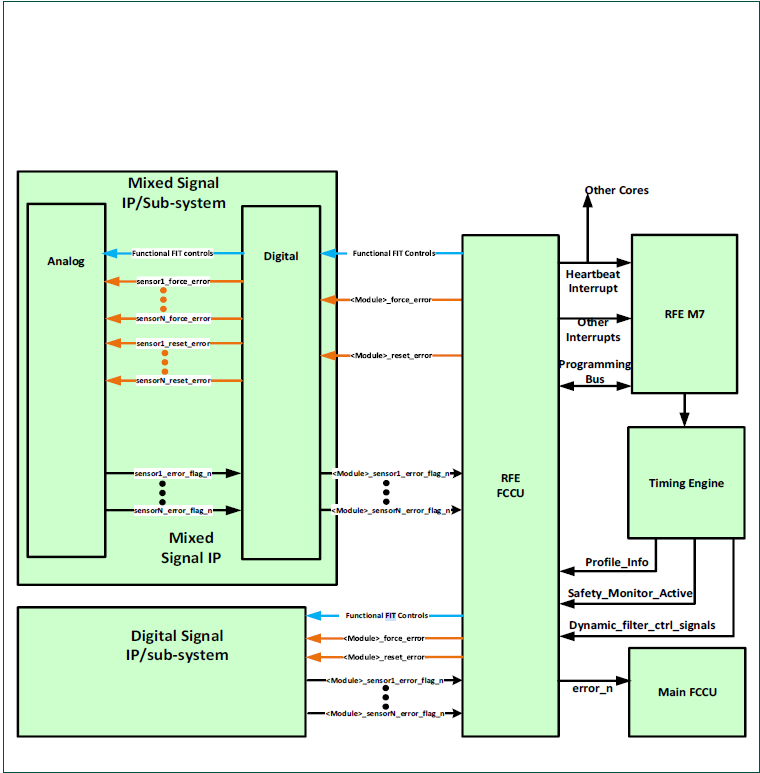 Mixed Signal
IP/Sub-system
Analog
Digital
Functional FIT controls
sensor1_force_error
sensorN_force_error
sensor1_reset_error
sensorN_reset_error
sensor1_error_flag_n
sensorN_error_flag_n
Mixed
Signal IP
Functional FIT Controls
<Module>_force_error
<Module>_reset_error
<Module>_sensor1_error_flag_n
<Module>_sensorN_error_flag_n
Digital Signal
IP/sub-system
Functional FIT Controls
<Module>_force_error
<Module>_reset_error
<Module>_sensor1_error_flag_n
<Module>_sensorN_error_flag_n
RFE
FCCU
Other Cores
Heartbeat
Interrupt
Other
Interrupts
Programming
Bus
RFE M7
Timing Engine
Profile_Info
Safety_Monitor_Active
Dynamic_filter_ctrl_signals
error_n
Main FCCU